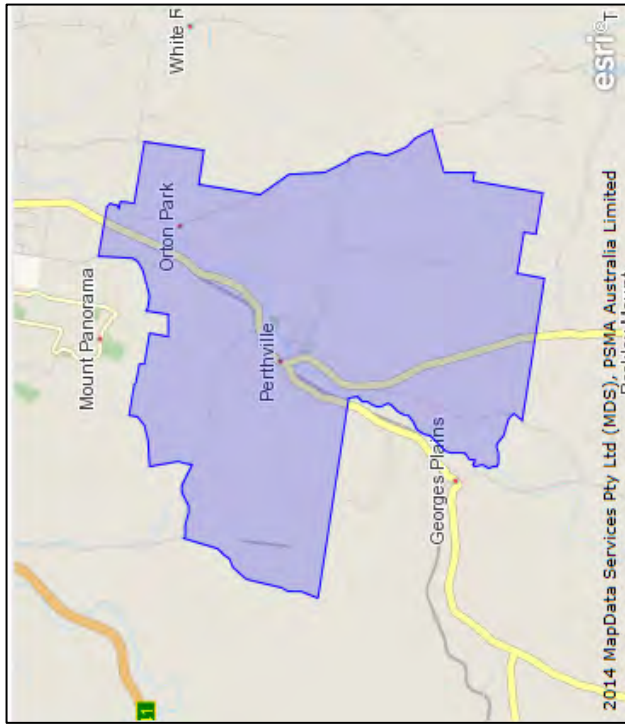 White R
Orton Park
Mount Panorama
Perthville
Georges Plains
esri
T
2014 MapData Services Pty Ltd (MDS), PSMA Australia Limited